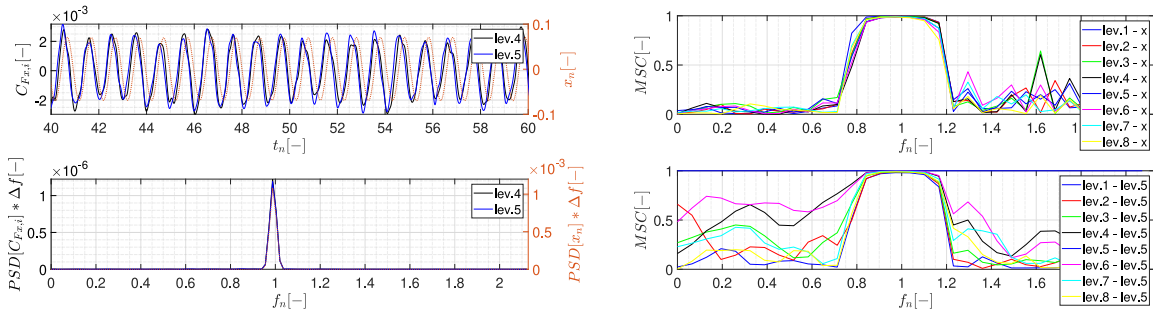 ×10⁻³
2
0
-2
C_{Fx,i}[−]
0.1
0
-0.1
x_n[−]
lev.4
lev.5
40 42 44 46 48 50 52 54 56 58 60
t_n[−]
×10⁻⁶
1
0.5
0
PSD[C_{Fx,i}] * Δf[−]
×10⁻³
1
0.5
0
PSD[x_n] * Δf[−]
lev.4
lev.5
0 0.2 0.4 0.6 0.8 1 1.2 1.4 1.6 1.8 2
f_n[−]
1
0.5
0
MSC[−]
lev.1 - x
lev.2 - x
lev.3 - x
lev.4 - x
lev.5 - x
lev.6 - x
lev.7 - x
lev.8 - x
0 0.2 0.4 0.6 0.8 1 1.2 1.4 1.6 1.8
f_n[−]
1
0.5
0
MSC[−]
lev.1 - lev.5
lev.2 - lev.5
lev.3 - lev.5
lev.4 - lev.5
lev.5 - lev.5
lev.6 - lev.5
lev.7 - lev.5
lev.8 - lev.5
0 0.2 0.4 0.6 0.8 1 1.2 1.4 1.6
f_n[−]